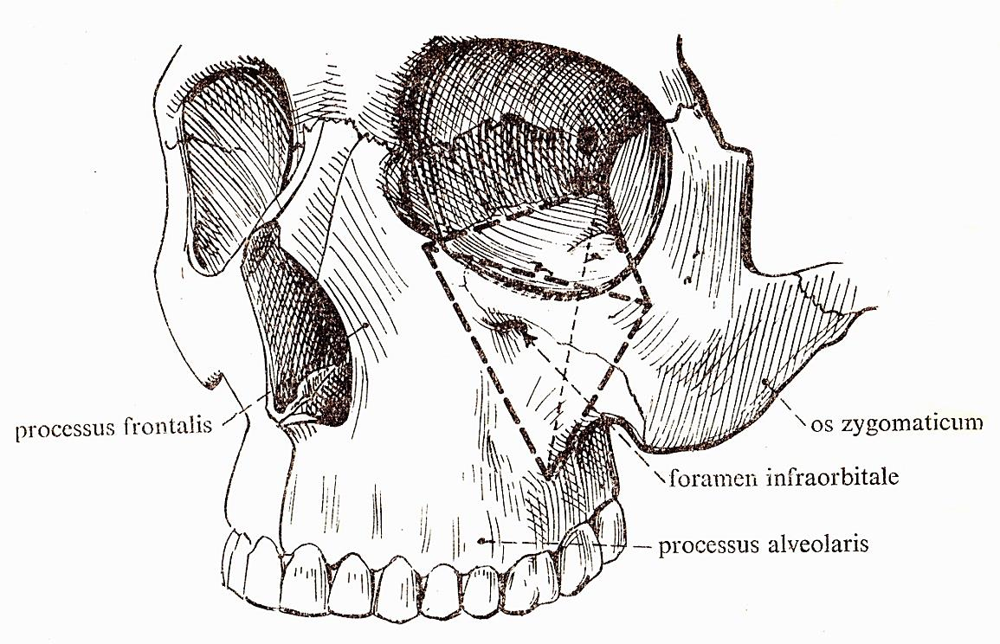 processus frontalis
os zygomaticum
foramen infraorbitale
processus alveolaris